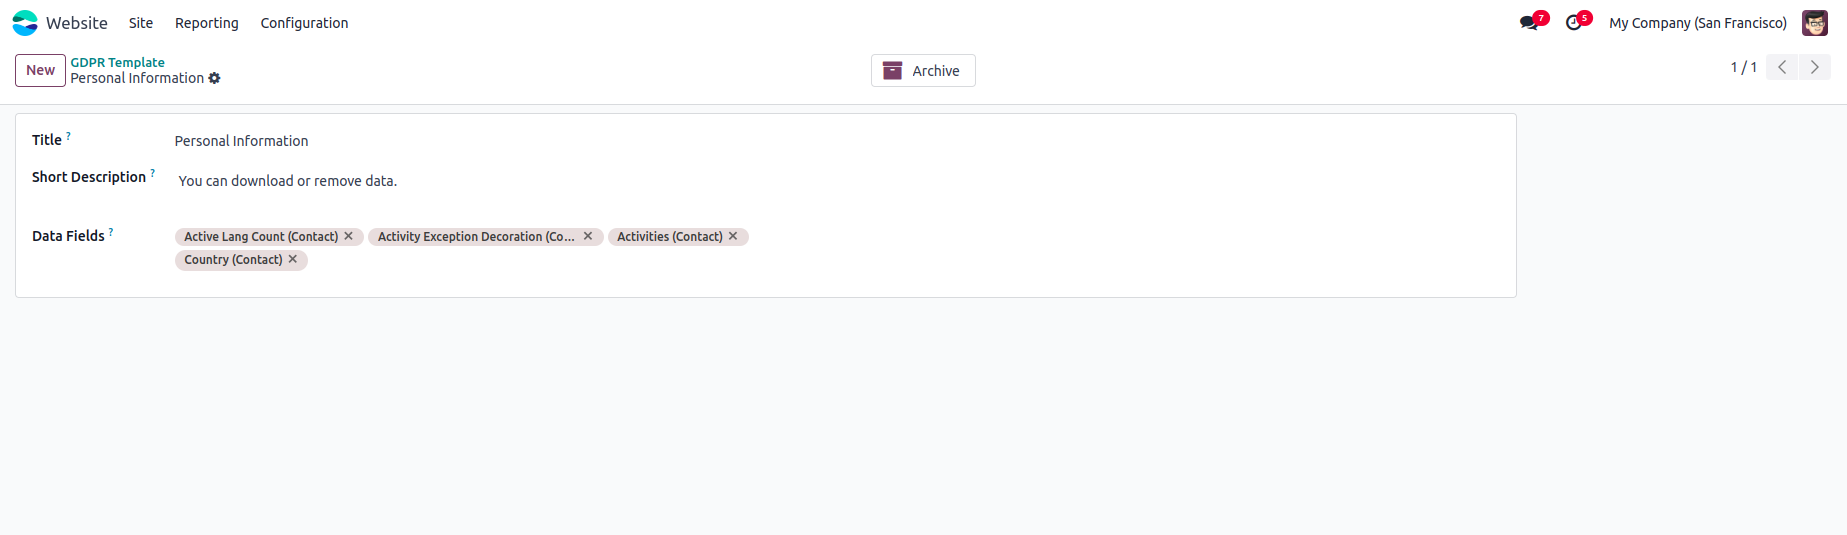 Website Site Reporting Configuration 7 5 My Company (San Francisco)
New GDPR Template Archive 1 / 1
Personal Information
Title ? Personal Information
Short Description ? You can download or remove data.
Data Fields ? Active Lang Count (Contact) × Activity Exception Decoration (Co... × Activities (Contact) ×
Country (Contact) ×